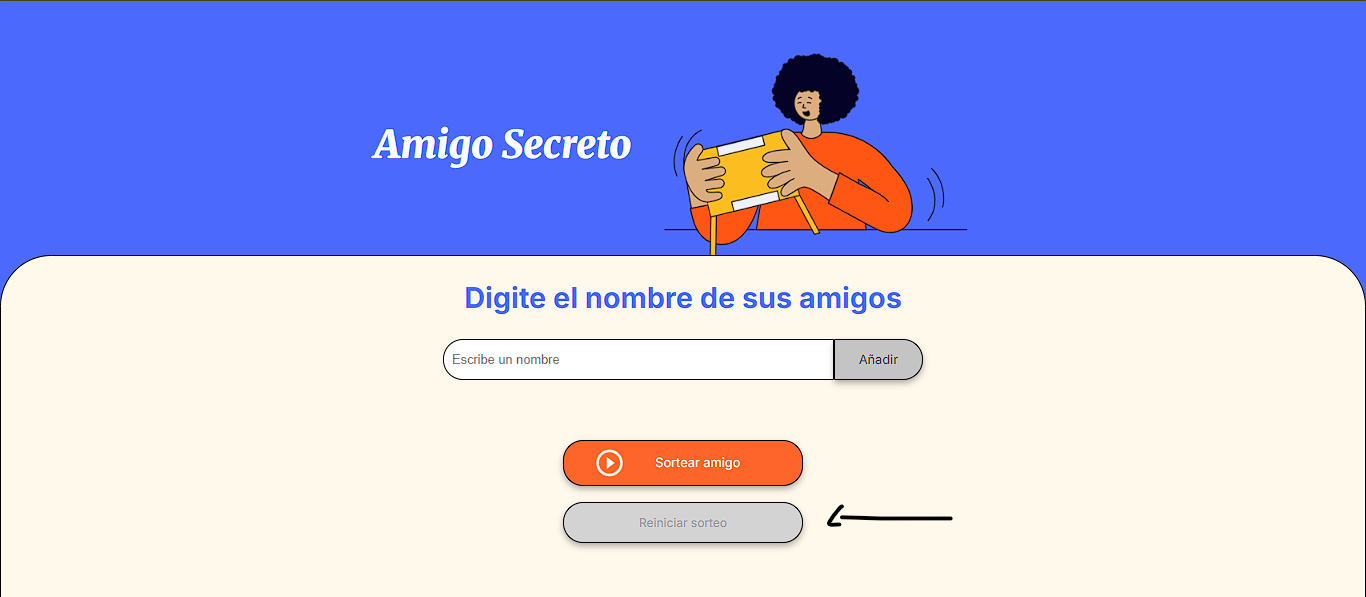 Amigo Secreto
Digite el nombre de sus amigos
Escribe un nombre
Añadir
Sortear amigo
Reiniciar sorteo